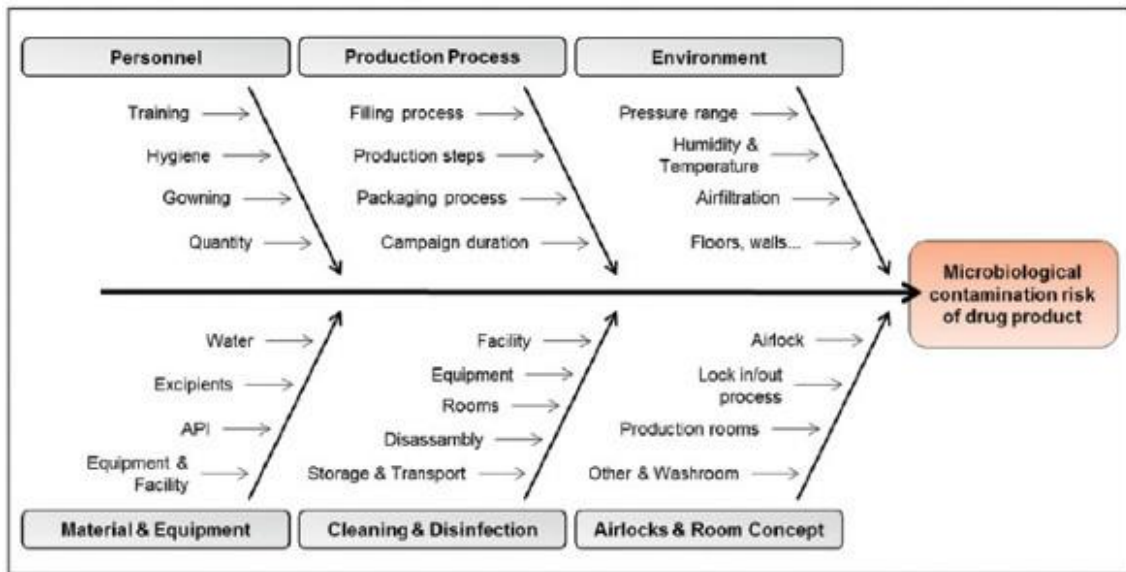 Personnel
Production Process
Environment
Training
Hygiene
Gowning
Quantity
Filling process
Production steps
Packaging process
Campaign duration
Pressure range
Humidity &
Temperature
Airfiltration
Floors, walls...
Microbiological
contamination risk
of drug product
Water
Excipients
API
Equipment &
Facility
Facility
Equipment
Rooms
Disassambly
Storage & Transport
Airlock
Lock in/out
process
Production rooms
Other & Washroom
Material & Equipment
Cleaning & Disinfection
Airlocks & Room Concept